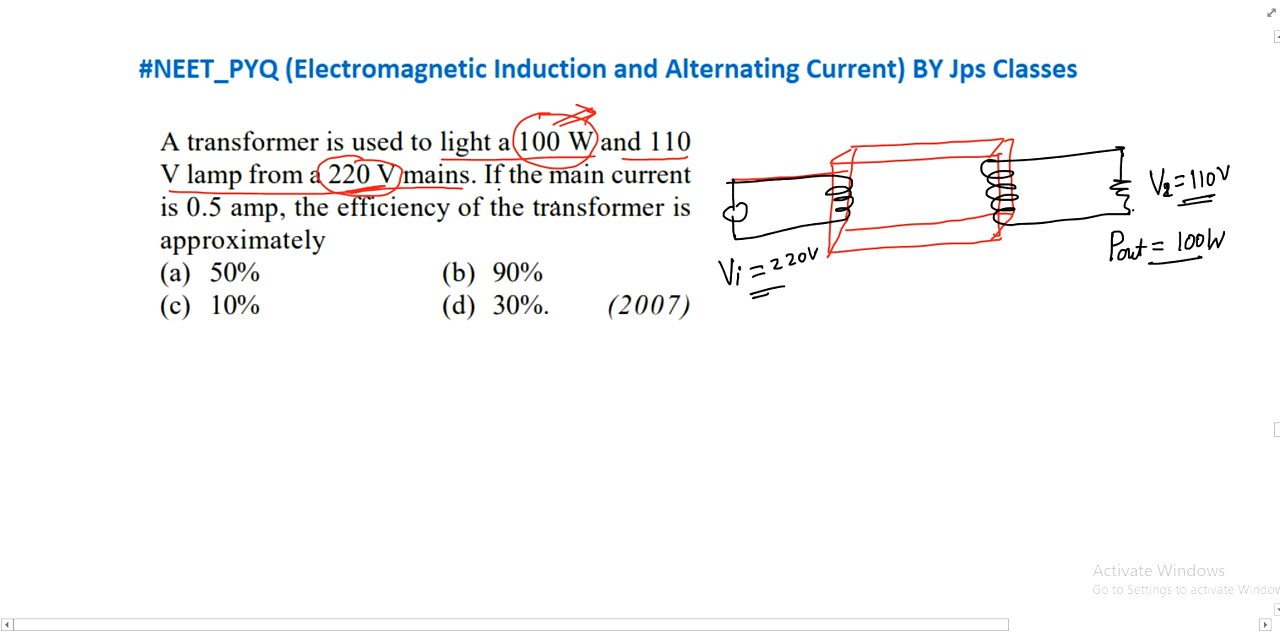 #NEET_PYQ (Electromagnetic Induction and Alternating Current) BY Jps Classes
A transformer is used to light a 100 W and 110
V lamp from a 220 V mains. If the main current
is 0.5 amp, the efficiency of the transformer is
approximately
(a) 50% (b) 90%
(c) 10% (d) 30%. (2007)
V₂ = 110V
Pout = 100W
Vi = 220V
Activate Windows
Go to Settings to activate Window